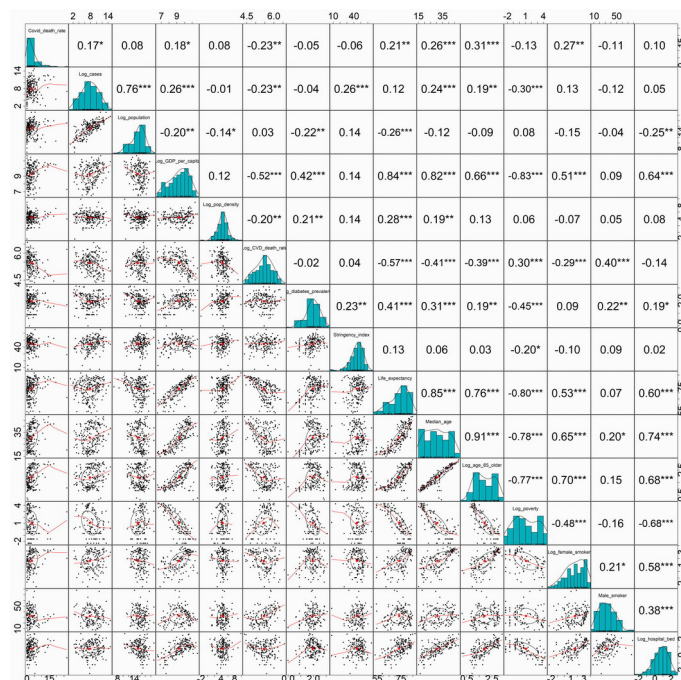 2 8 14 7 9 4.5 6.0 10 40 15 35 -2 1 4 10 50
Covid_death_rate 0.17* 0.08 0.18* 0.08 -0.23** -0.05 -0.06 0.21** 0.26*** 0.31*** -0.13 0.27** -0.11 0.10
2 8 14 Log_cases 0.76*** 0.26*** -0.01 -0.23** -0.04 0.26*** 0.12 0.24*** 0.19** -0.30*** 0.13 -0.12 0.05
Log_population -0.20** -0.14* 0.03 -0.22** 0.14 -0.26*** -0.12 -0.09 0.08 -0.15 -0.04 -0.25**
7 9 0.12 -0.52*** 0.42*** 0.14 0.84*** 0.82*** 0.66*** -0.83*** 0.51*** 0.09 0.64***
Log_pop_density -0.20** 0.21** 0.14 0.28*** 0.19** 0.13 0.06 -0.07 0.05 0.08
4.5 6.0 -0.02 0.04 -0.57*** -0.41*** -0.39*** 0.30*** -0.29*** 0.40*** -0.14
0.23** 0.41*** 0.31*** 0.19** -0.45*** 0.09 0.22** 0.19*
10 40 Stringency_index 0.13 0.06 0.03 -0.20* -0.10 0.09 0.02
Life_expectancy 0.85*** 0.76*** -0.80*** 0.53*** 0.07 0.60***
15 35 Median_age 0.91*** -0.78*** 0.65*** 0.20* 0.74***
Log_age_65_older -0.77*** 0.70*** 0.15 0.68***
-2 1 4 Log_poverty -0.48*** -0.16 -0.68***
Log_female_smoker 0.21* 0.58***
10 50 Male_smoker 0.38***
Log_hospital_bed
0 15 8 14 -2 4 8 0.0 2.0 55 75 0.5 2.5 -1 1 3 -2 0 2